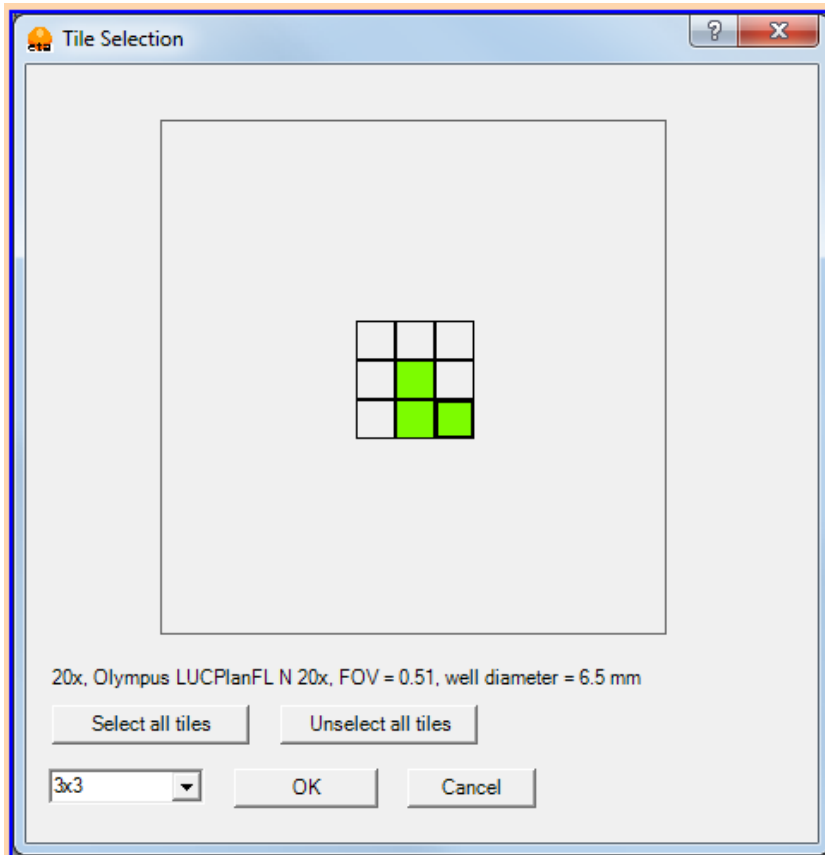 Tile Selection
20x, Olympus LUCPlanFL N 20x, FOV = 0.51, well diameter = 6.5 mm
Select all tiles Unselect all tiles
3x3 OK Cancel